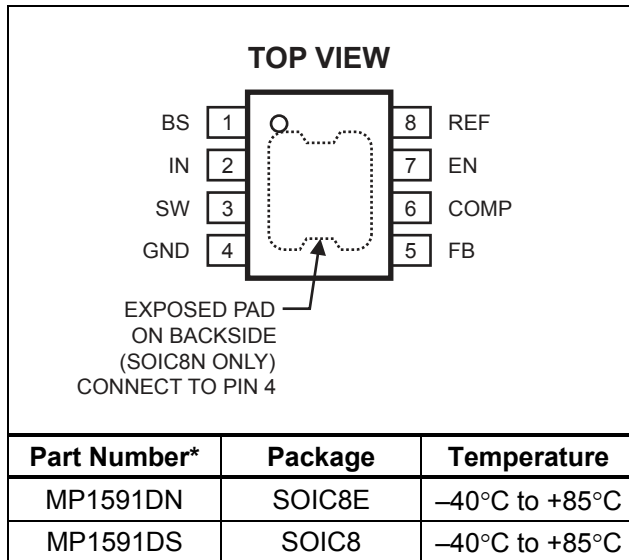 TOP VIEW
BS 1 8 REF
IN 2 7 EN
SW 3 6 COMP
GND 4 5 FB
EXPOSED PAD
ON BACKSIDE
(SOIC8N ONLY)
CONNECT TO PIN 4
Part Number* Package Temperature
MP1591DN SOIC8E –40°C to +85°C
MP1591DS SOIC8 –40°C to +85°C